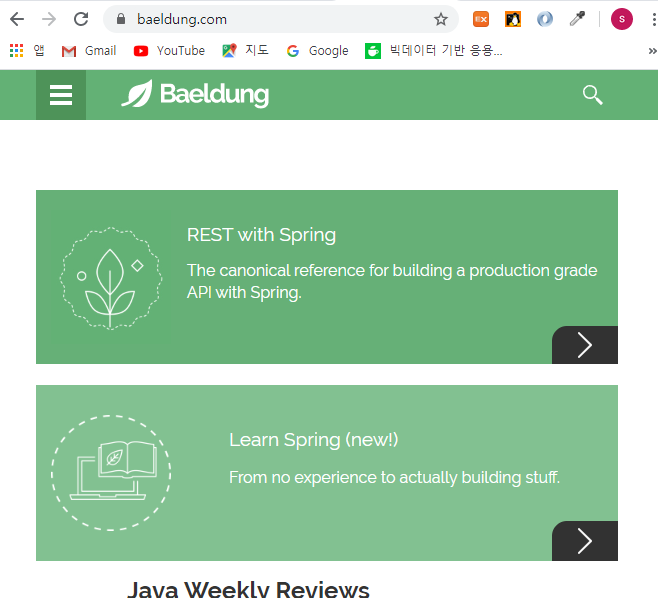 baeldung.com
S
앱 Gmail YouTube 지도 Google 빅데이터 기반 응용...
Baeldung
REST with Spring
The canonical reference for building a production grade
API with Spring.
Learn Spring (new!)
From no experience to actually building stuff.
Java Weekly Reviews